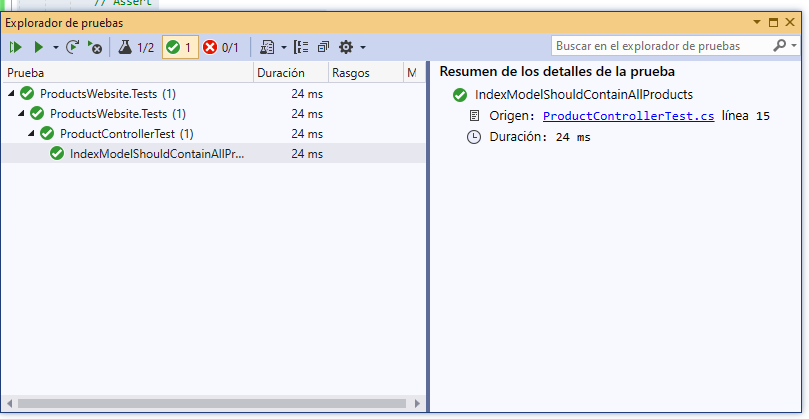 // Assert
Explorador de pruebas
1/2 1 0/1 Buscar en el explorador de pruebas
Prueba Duración Rasgos M
ProductsWebsite.Tests (1) 24 ms
ProductsWebsite.Tests (1) 24 ms
ProductControllerTest (1) 24 ms
IndexModelShouldContainAllPr... 24 ms
Resumen de los detalles de la prueba
IndexModelShouldContainAllProducts
Origen: ProductControllerTest.cs línea 15
Duración: 24 ms